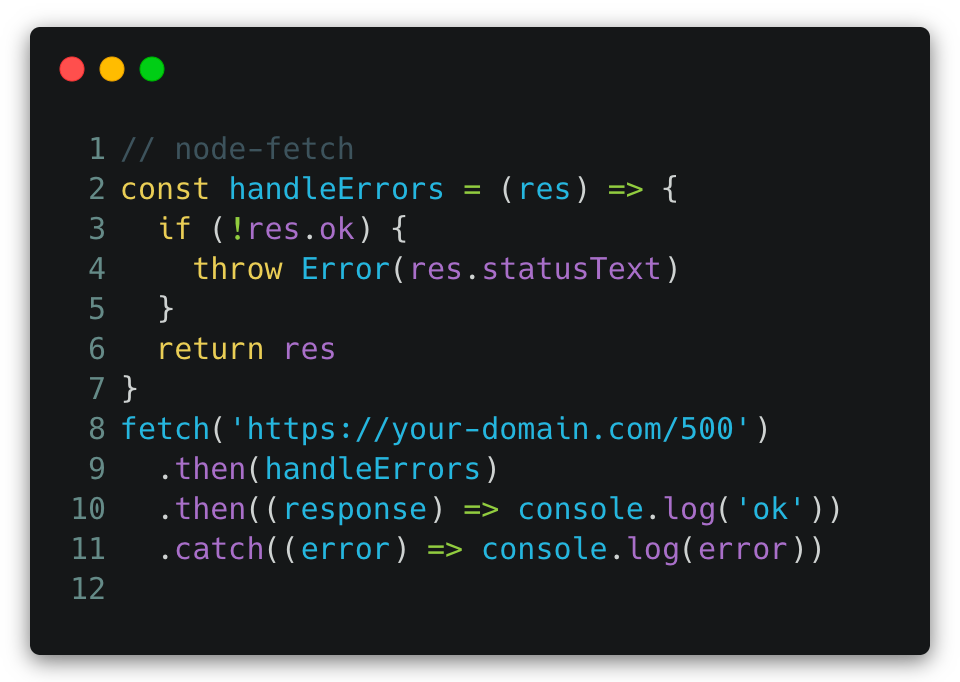 1 // node-fetch
2 const handleErrors = (res) => {
3   if (!res.ok) {
4     throw Error(res.statusText)
5   }
6   return res
7 }
8 fetch('https://your-domain.com/500')
9   .then(handleErrors)
10   .then((response) => console.log('ok'))
11   .catch((error) => console.log(error))
12